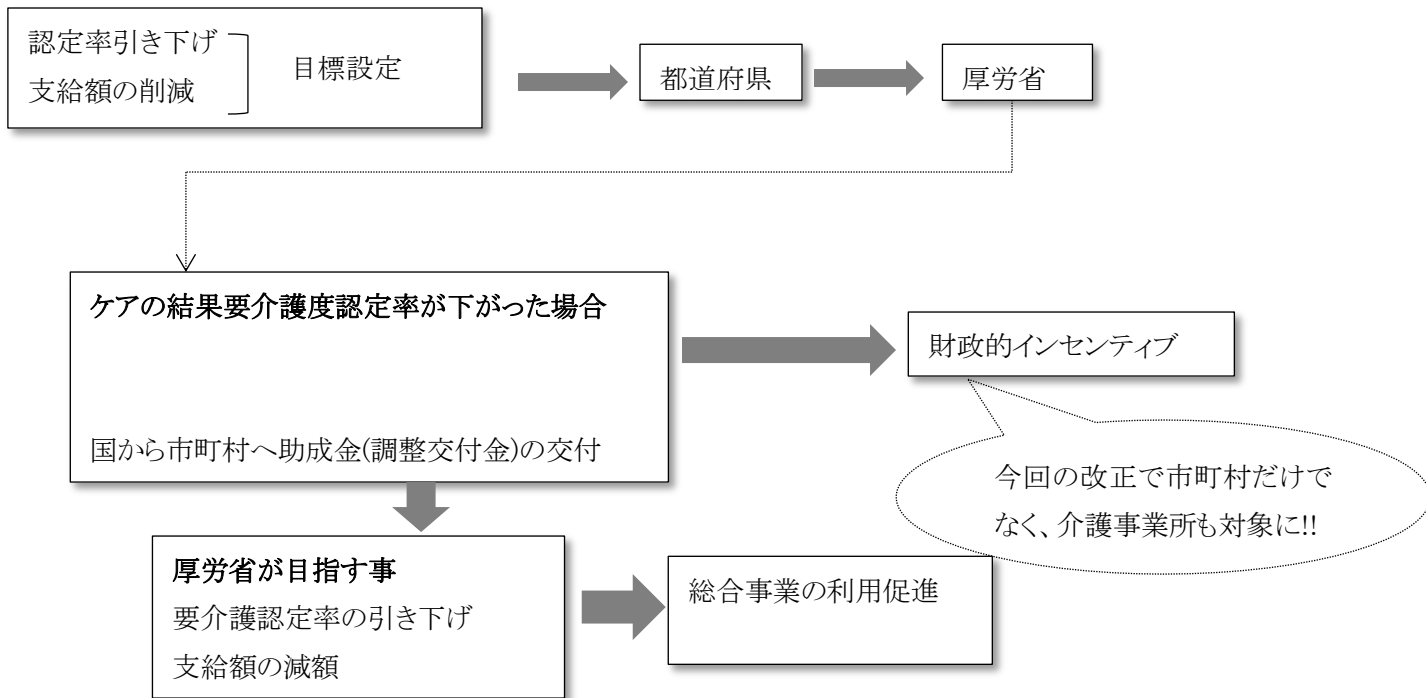 認定率引き下げ
支給額の削減
目標設定
都道府県
厚労省
ケアの結果要介護度認定率が下がった場合
国から市町村へ助成金(調整交付金)の交付
財政的インセンティブ
今回の改正で市町村だけで
なく、介護事業所も対象に!!
厚労省が目指す事
要介護認定率の引き下げ
支給額の減額
総合事業の利用促進